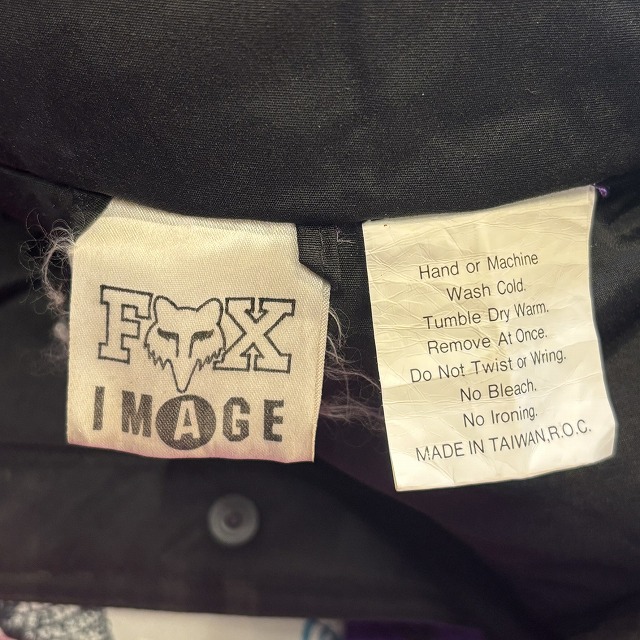 FOX
IMAGE
Hand or Machine
Wash Cold.
Tumble Dry Warm.
Remove At Once.
Do Not Twist or Wring.
No Bleach.
No Ironing.
MADE IN TAIWAN,R.O.C.